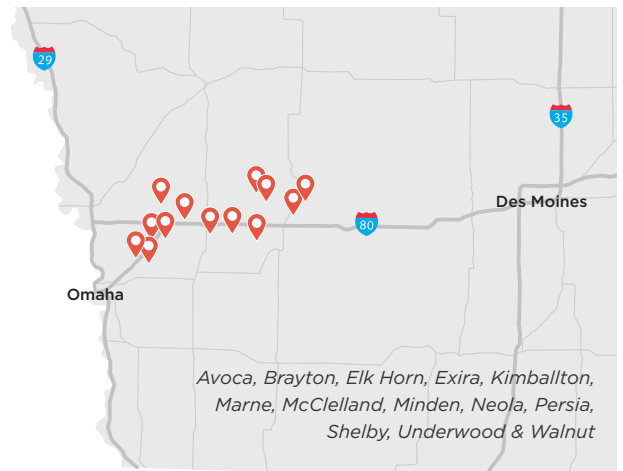 29
35
Des Moines
80
Omaha
Avoca, Brayton, Elk Horn, Exira, Kimballton,
Marne, McClelland, Minden, Neola, Persia,
Shelby, Underwood & Walnut